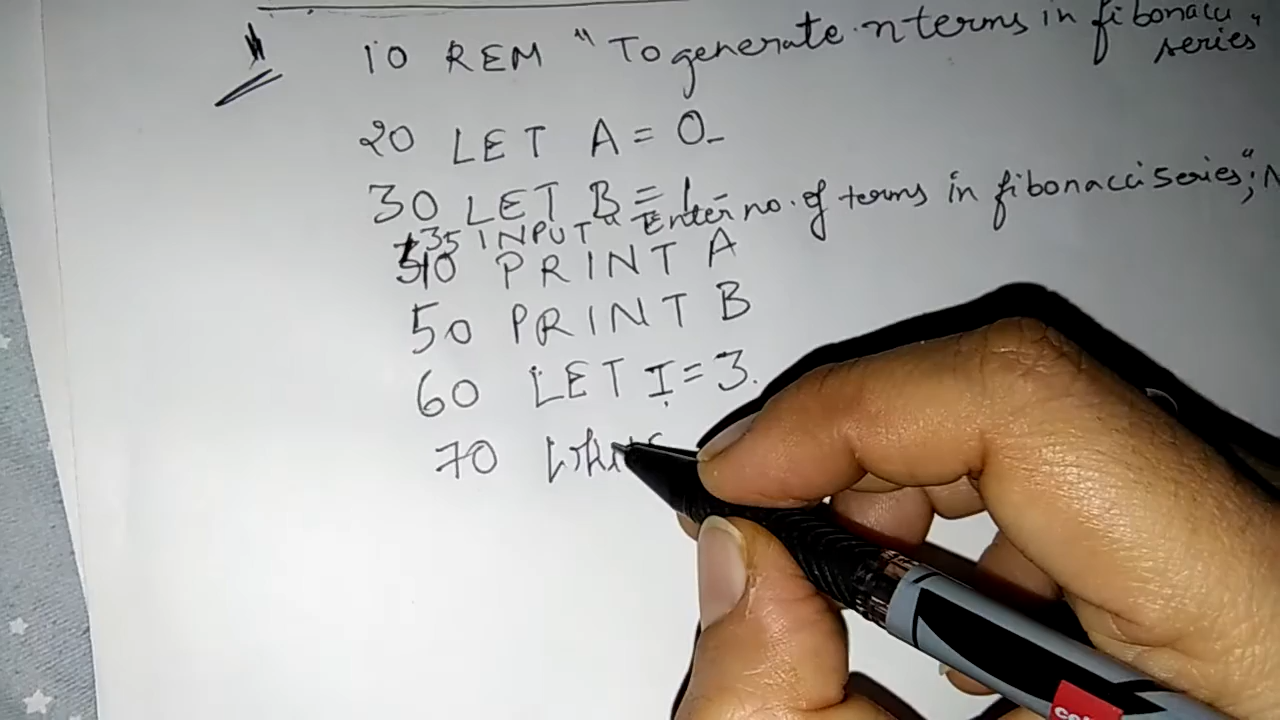 10 REM " To generate n terms in fibonacci series "
20 LET A = 0
30 LET B = 1
35 INPUT " Enter no. of terms in fibonacci series"; N
40 PRINT A
50 PRINT B
60 LET I = 3
70